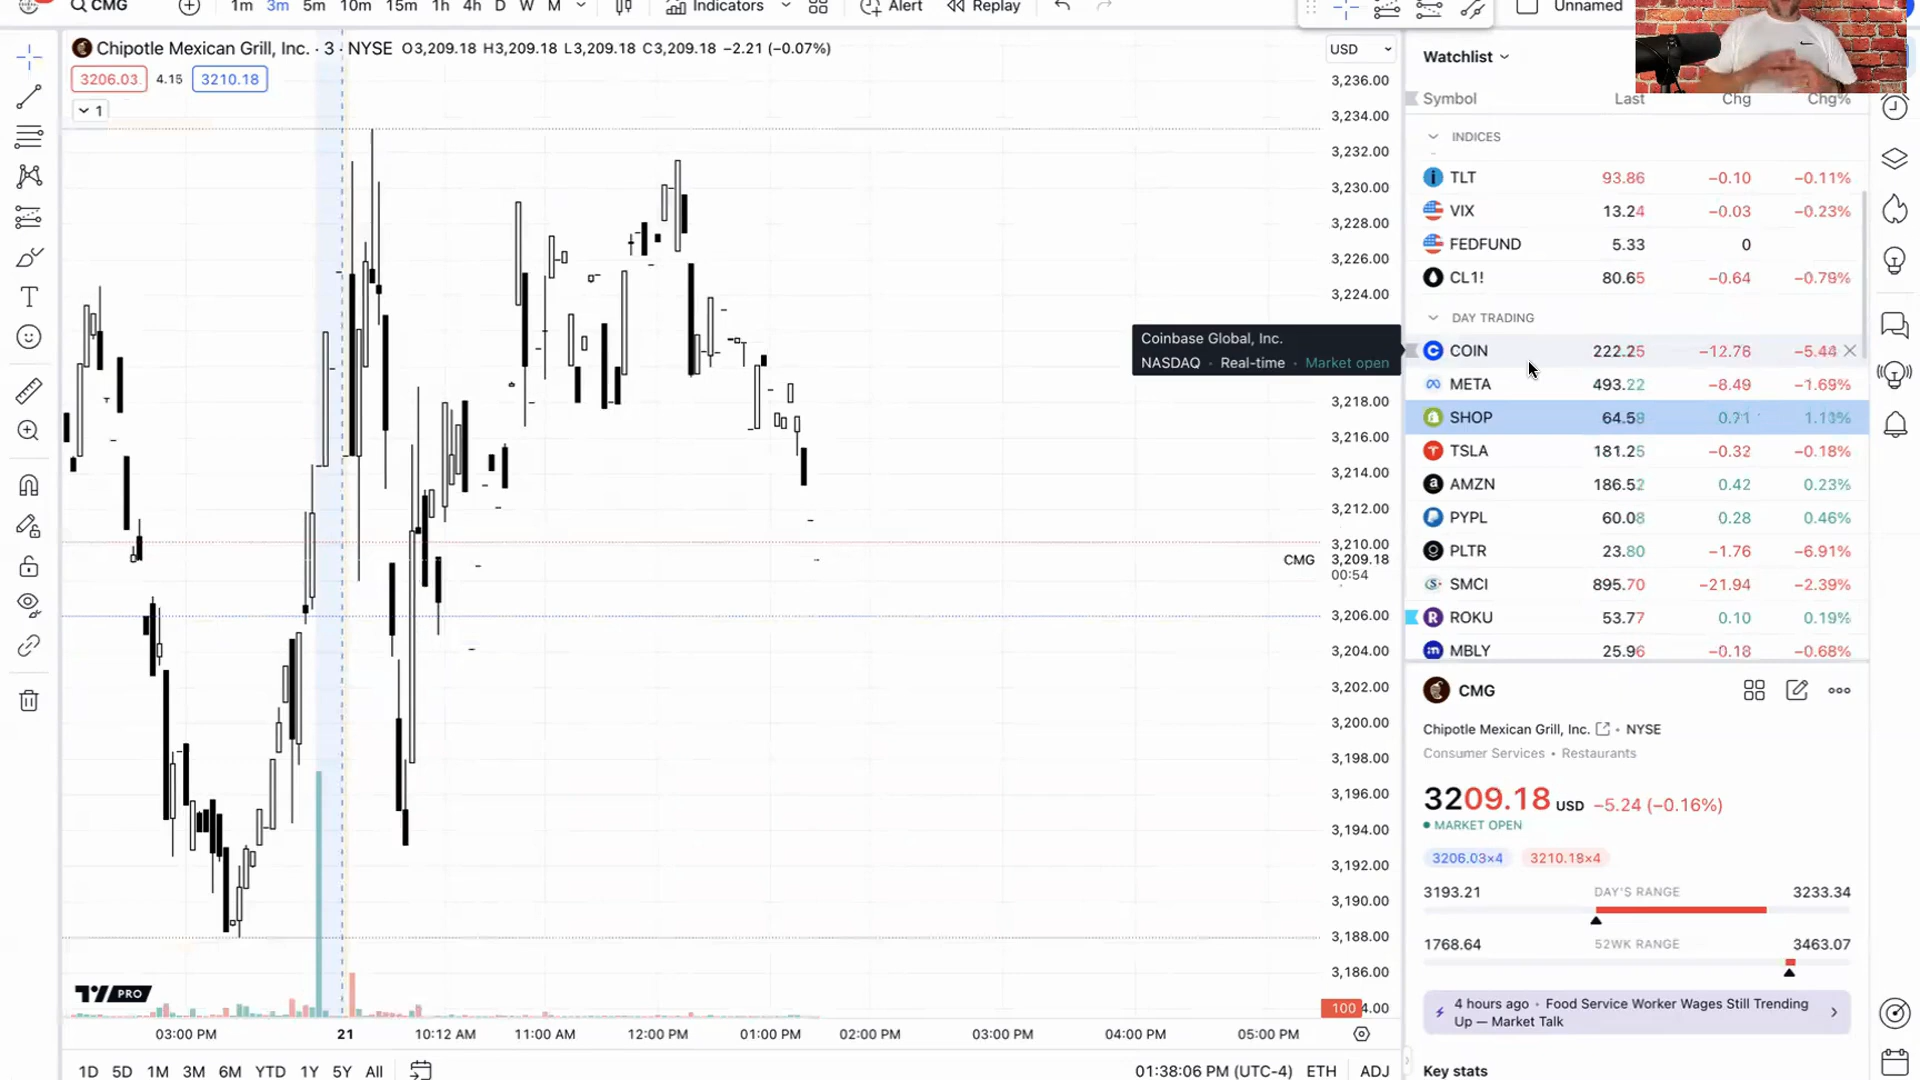 CMG
1m 3m 5m 10m 15m 1h 4h D W M
Indicators
Alert
Replay
Unnamed
Chipotle Mexican Grill, Inc. · 3 · NYSE O3,209.18 H3,209.18 L3,209.18 C3,209.18 −2.21 (−0.07%)
3206.03 4.15 3210.18
1
USD
3,236.00
3,234.00
3,232.00
3,230.00
3,228.00
3,226.00
3,224.00
3,218.00
3,216.00
3,214.00
3,212.00
3,210.00
CMG 3,209.18
00:54
3,206.00
3,204.00
3,202.00
3,200.00
3,198.00
3,196.00
3,194.00
3,192.00
3,190.00
3,188.00
3,186.00
100 4.00
PRO
03:00 PM 21 10:12 AM 11:00 AM 12:00 PM 01:00 PM 02:00 PM 03:00 PM 04:00 PM 05:00 PM
1D 5D 1M 3M 6M YTD 1Y 5Y All
01:38:06 PM (UTC-4) ETH ADJ
Coinbase Global, Inc.
NASDAQ · Real-time · Market open
Watchlist
Symbol Last Chg Chg%
INDICES
TLT 93.86 −0.10 −0.11%
VIX 13.24 −0.03 −0.23%
FEDFUND 5.33 0
CL1! 80.65 −0.64 −0.79%
DAY TRADING
COIN 222.25 −12.76 −5.44
META 493.22 −8.49 −1.69%
SHOP 64.58 0.71
TSLA 181.25 −0.32 −0.18%
AMZN 186.52 0.42 0.23%
PYPL 60.08 0.28 0.46%
PLTR 23.80 −1.76 −6.91%
SMCI 895.70 −21.94 −2.39%
ROKU 53.77 0.10 0.19%
MBLY 25.96 −0.18 −0.68%
CMG
Chipotle Mexican Grill, Inc. · NYSE
Consumer Services • Restaurants
3209.18 USD −5.24 (−0.16%)
MARKET OPEN
3206.03×4 3210.18×4
3193.21 DAY'S RANGE 3233.34
1768.64 52WK RANGE 3463.07
4 hours ago · Food Service Worker Wages Still Trending
Up — Market Talk
Key stats